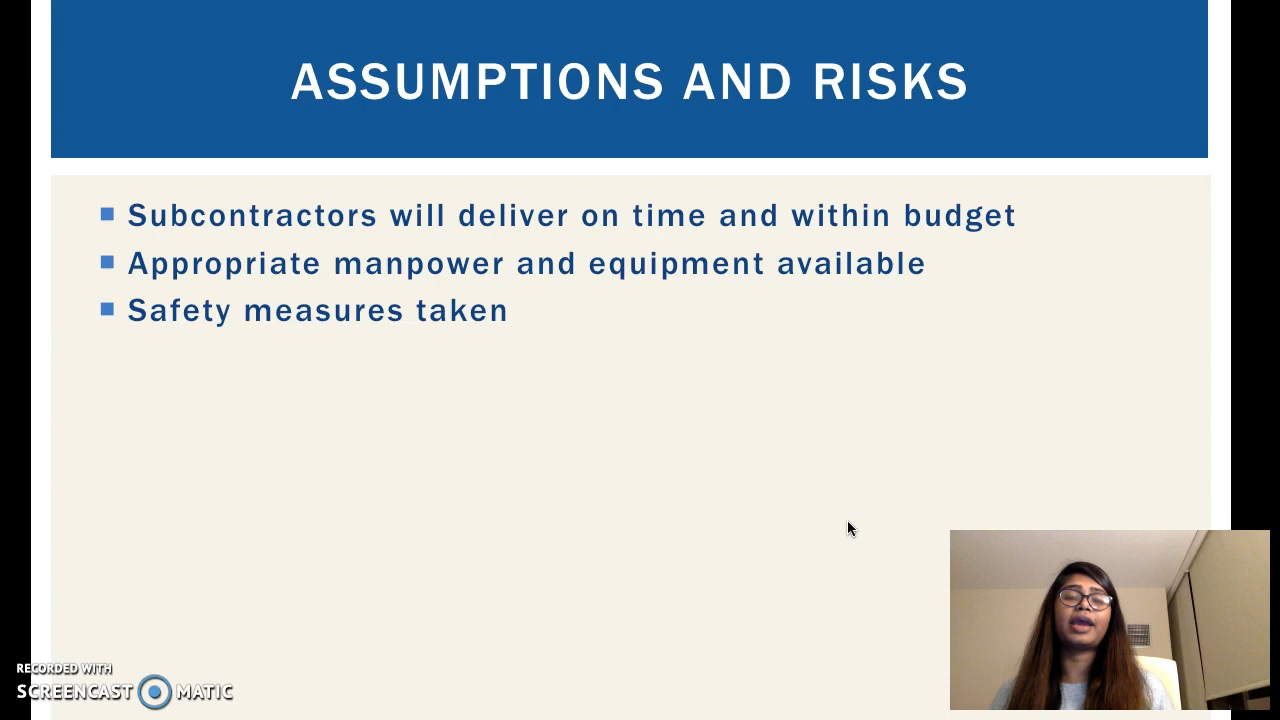 ASSUMPTIONS AND RISKS
Subcontractors will deliver on time and within budget
Appropriate manpower and equipment available
Safety measures taken
RECORDED WITH
SCREENCAST MATIC